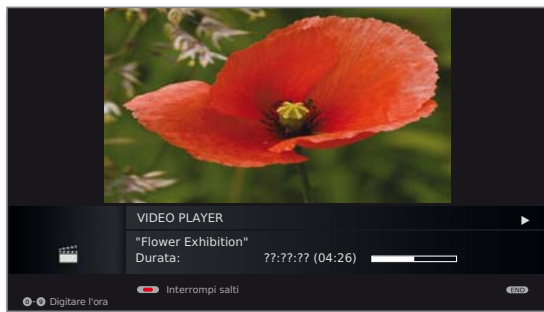 VIDEO PLAYER
"Flower Exhibition"
Durata: ??:??:?? (04:26)
Interrompi salti
END
0-9 Digitare l'ora